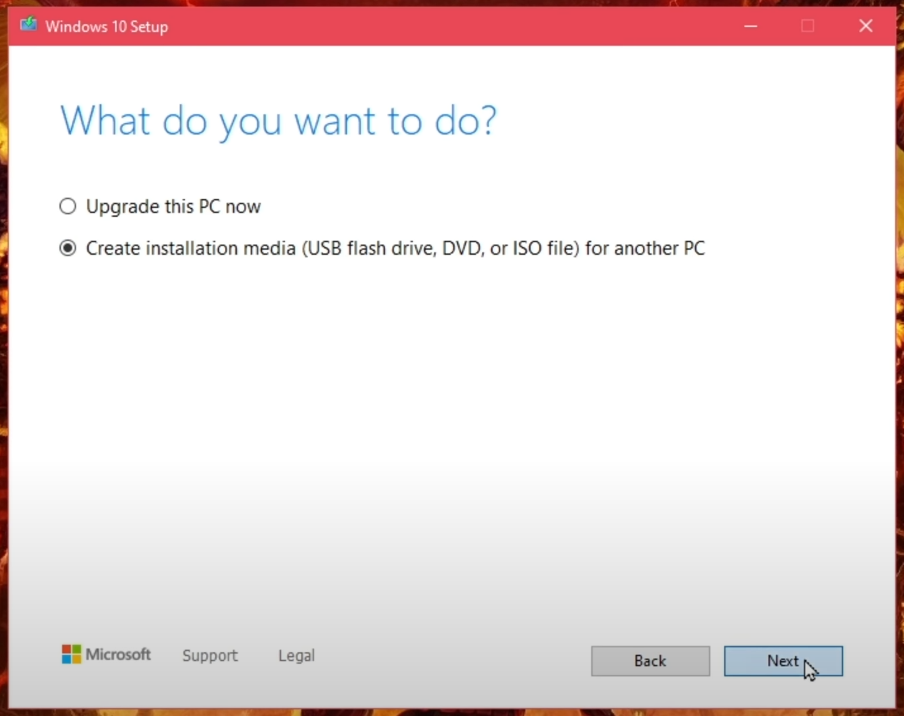 Windows 10 Setup
What do you want to do?
Upgrade this PC now
Create installation media (USB flash drive, DVD, or ISO file) for another PC
Microsoft Support Legal Back Next